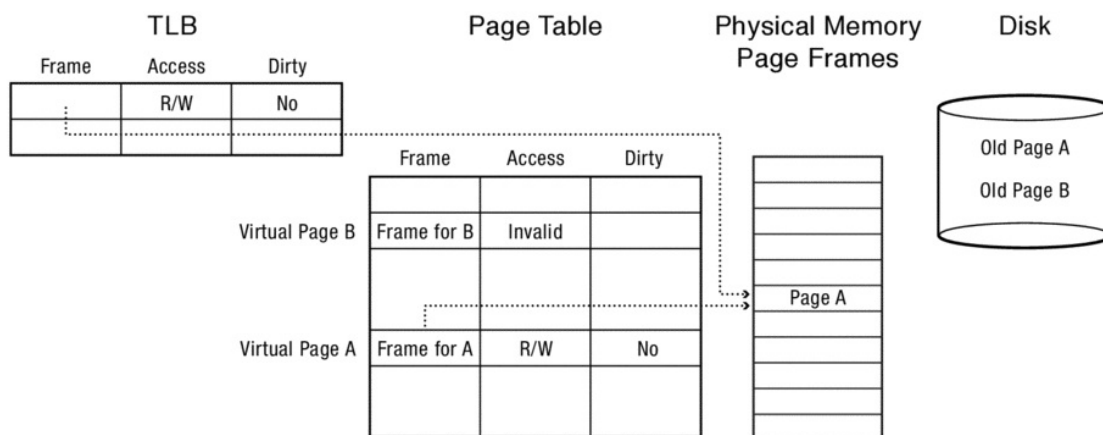 TLB
Page Table
Physical Memory
Page Frames
Disk
Frame Access Dirty
R/W No
Old Page A
Old Page B
Frame Access Dirty
Virtual Page B Frame for B Invalid
Page A
Virtual Page A Frame for A R/W No